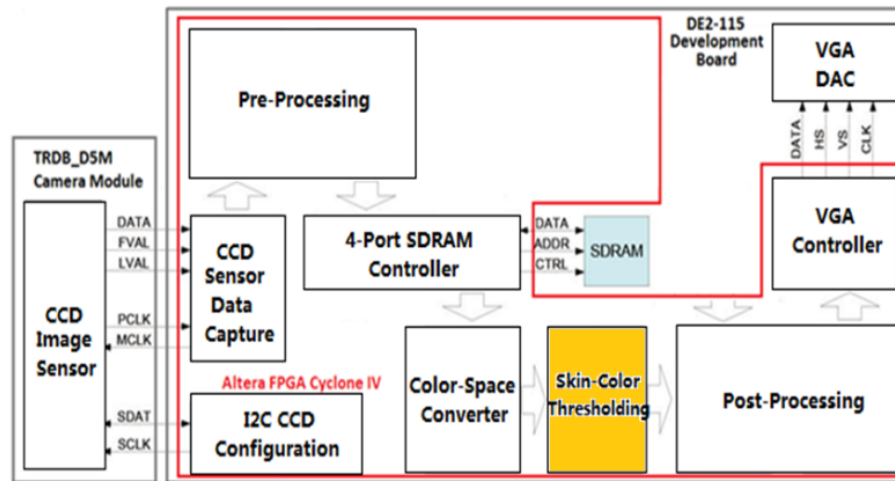 DE2-115
Development
Board
VGA
DAC
Pre-Processing
DATA
HS
VS
CLK
TRDB_D5M
Camera Module
CCD
Image
Sensor
DATA
FVAL
LVAL
PCLK
MCLK
SDAT
SCLK
CCD
Sensor
Data
Capture
4-Port SDRAM
Controller
DATA
ADDR
CTRL
SDRAM
VGA
Controller
Altera FPGA Cyclone IV
I2C CCD
Configuration
Color-Space
Converter
Skin-Color
Thresholding
Post-Processing